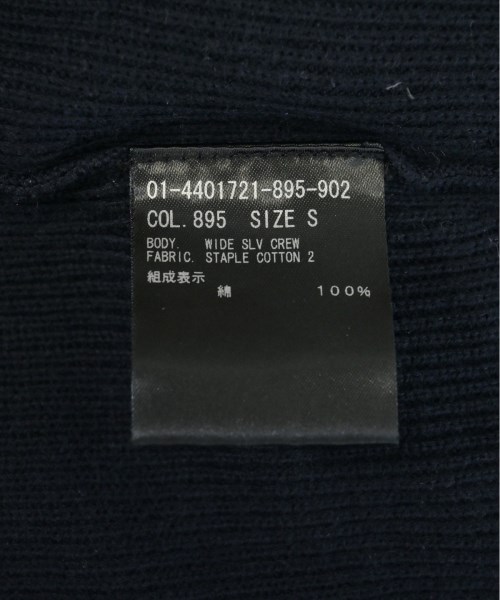 01-4401721-895-902
COL. 895 SIZE S
BODY. WIDE SLV CREW
FABRIC. STAPLE COTTON 2
組成表示
綿 100%